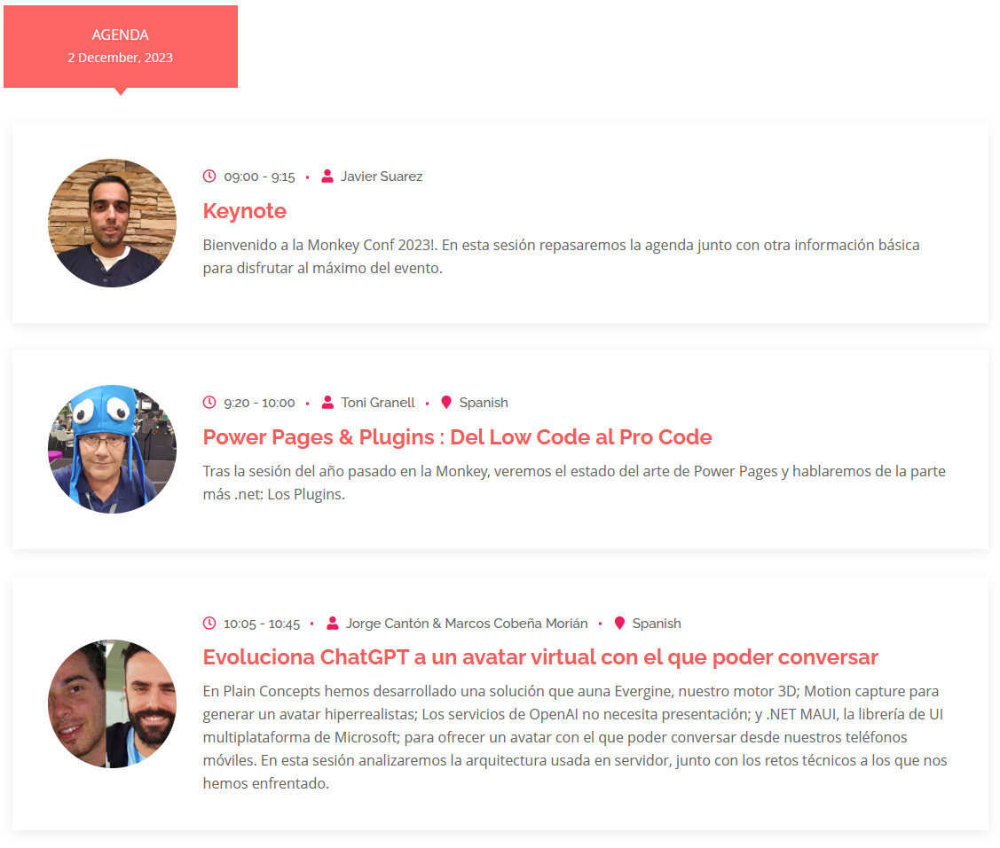 AGENDA
2 December, 2023
09:00 - 9:15 • Javier Suarez
Keynote
Bienvenido a la Monkey Conf 2023!. En esta sesión repasaremos la agenda junto con otra información básica
para disfrutar al máximo del evento.
9:20 - 10:00 • Toni Granell • Spanish
Power Pages & Plugins : Del Low Code al Pro Code
Tras la sesión del año pasado en la Monkey, veremos el estado del arte de Power Pages y hablaremos de la parte
más .net: Los Plugins.
10:05 - 10:45 • Jorge Cantón & Marcos Cobeña Morián • Spanish
Evoluciona ChatGPT a un avatar virtual con el que poder conversar
En Plain Concepts hemos desarrollado una solución que auna Evergine, nuestro motor 3D; Motion capture para
generar un avatar hiperrealistas; Los servicios de OpenAI no necesita presentación; y .NET MAUI, la librería de UI
multiplataforma de Microsoft; para ofrecer un avatar con el que poder conversar desde nuestros teléfonos
móviles. En esta sesión analizaremos la arquitectura usada en servidor, junto con los retos técnicos a los que nos
hemos enfrentado.